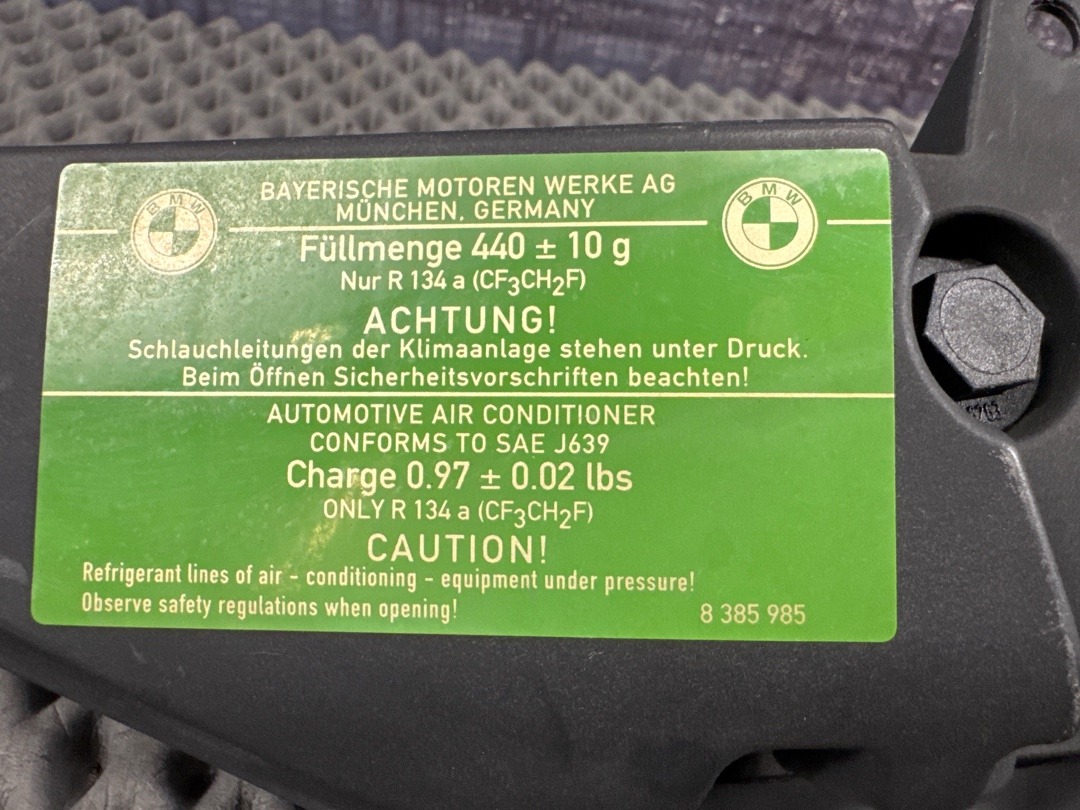 BAYERISCHE MOTOREN WERKE AG
MÜNCHEN, GERMANY
BMW
BMW
Füllmenge 440 ± 10 g
Nur R 134 a (CF₃CH₂F)
ACHTUNG!
Schlauchleitungen der Klimaanlage stehen unter Druck.
Beim Öffnen Sicherheitsvorschriften beachten!
AUTOMOTIVE AIR CONDITIONER
CONFORMS TO SAE J639
Charge 0.97 ± 0.02 lbs
ONLY R 134 a (CF₃CH₂F)
CAUTION!
Refrigerant lines of air - conditioning - equipment under pressure!
Observe safety regulations when opening!
8 385 985